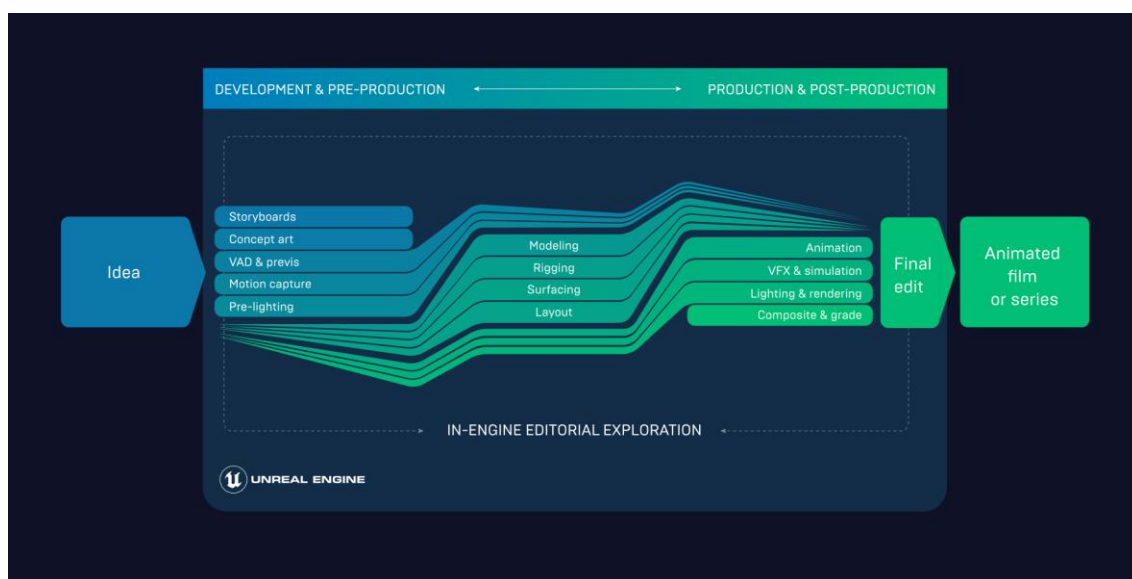 DEVELOPMENT & PRE-PRODUCTION
PRODUCTION & POST-PRODUCTION
Idea
Storyboards
Concept art
VAD & previs
Motion capture
Pre-lighting
Modeling
Rigging
Surfacing
Layout
Animation
VFX & simulation
Lighting & rendering
Composite & grade
Final
edit
Animated
film
or series
IN-ENGINE EDITORIAL EXPLORATION
UNREAL ENGINE